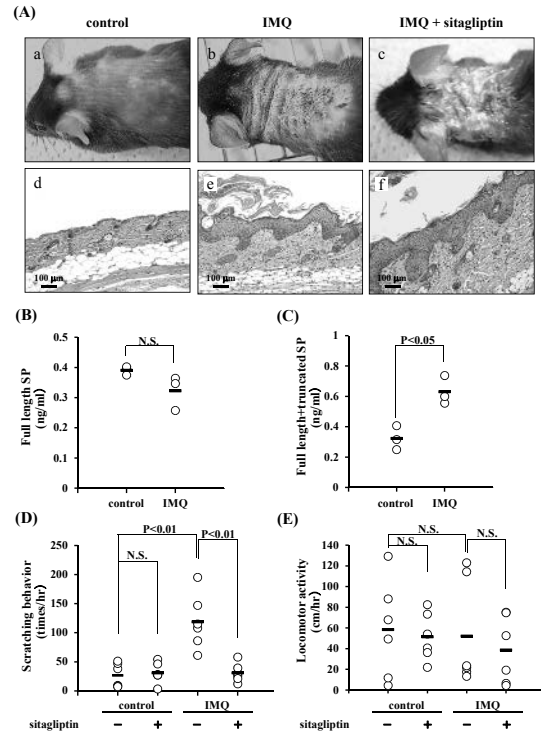 (A)
control IMQ IMQ + sitagliptin
a b c
d e f
100 μm 100 μm 100 μm
(B)
N.S.
Full length SP
(ng/ml)
0.5
0.4
0.3
0.2
0.1
0
control IMQ
(C)
P<0.05
Full length+truncated SP
(ng/ml)
1
0.8
0.6
0.4
0.2
0
control IMQ
(D)
P<0.01
P<0.01
N.S.
Scratching behavior
(times/hr)
250
200
150
100
50
0
control IMQ
sitagliptin − + − +
(E)
N.S.
N.S. N.S.
Locomotor activity
(cm/hr)
140
120
100
80
60
40
20
0
control IMQ
sitagliptin − + − +